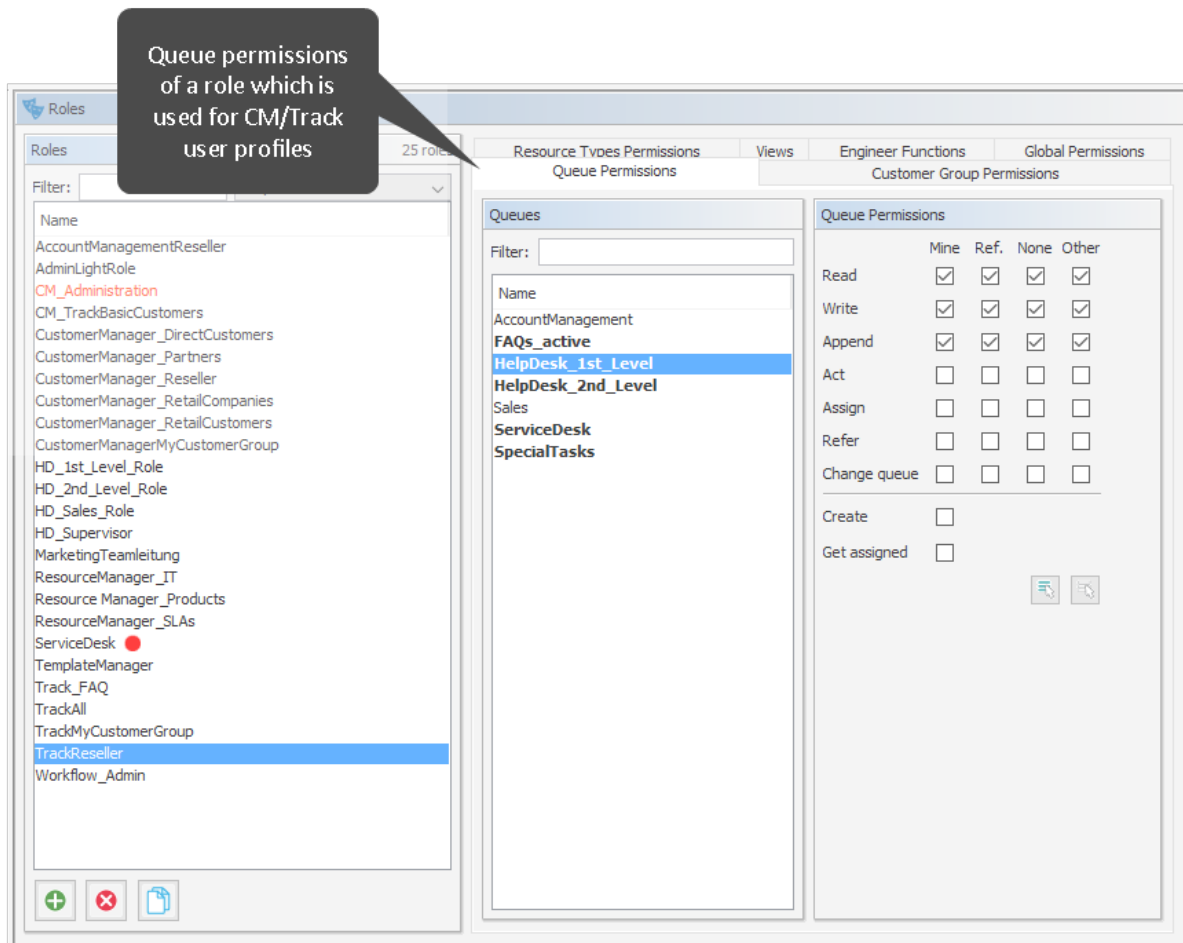 Queue permissions
of a role which is
used for CM/Track
user profiles
Roles
Roles 25 roles
Filter:
Name
AccountManagementReseller
AdminLightRole
CM_Administration
CM_TrackBasicCustomers
CustomerManager_DirectCustomers
CustomerManager_Partners
CustomerManager_Reseller
CustomerManager_RetailCompanies
CustomerManager_RetailCustomers
CustomerManagerMyCustomerGroup
HD_1st_Level_Role
HD_2nd_Level_Role
HD_Sales_Role
HD_Supervisor
MarketingTeamleitung
ResourceManager_IT
Resource Manager_Products
ResourceManager_SLAs
ServiceDesk
TemplateManager
Track_FAQ
TrackAll
TrackMyCustomerGroup
TrackReseller
Workflow_Admin
Resource Types Permissions Views Engineer Functions Global Permissions
Queue Permissions Customer Group Permissions
Queues
Filter:
Name
AccountManagement
FAQs_active
HelpDesk_1st_Level
HelpDesk_2nd_Level
Sales
ServiceDesk
SpecialTasks
Queue Permissions
Mine Ref. None Other
Read
Write
Append
Act
Assign
Refer
Change queue
Create
Get assigned